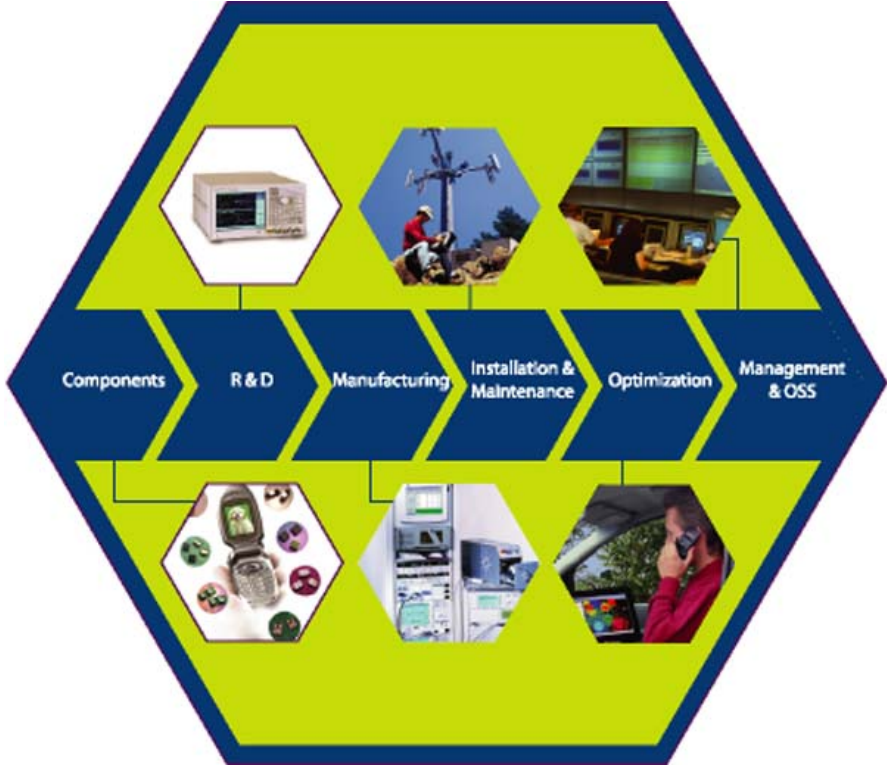 Components
R & D
Manufacturing
Installation &
Maintenance
Optimization
Management
& OSS